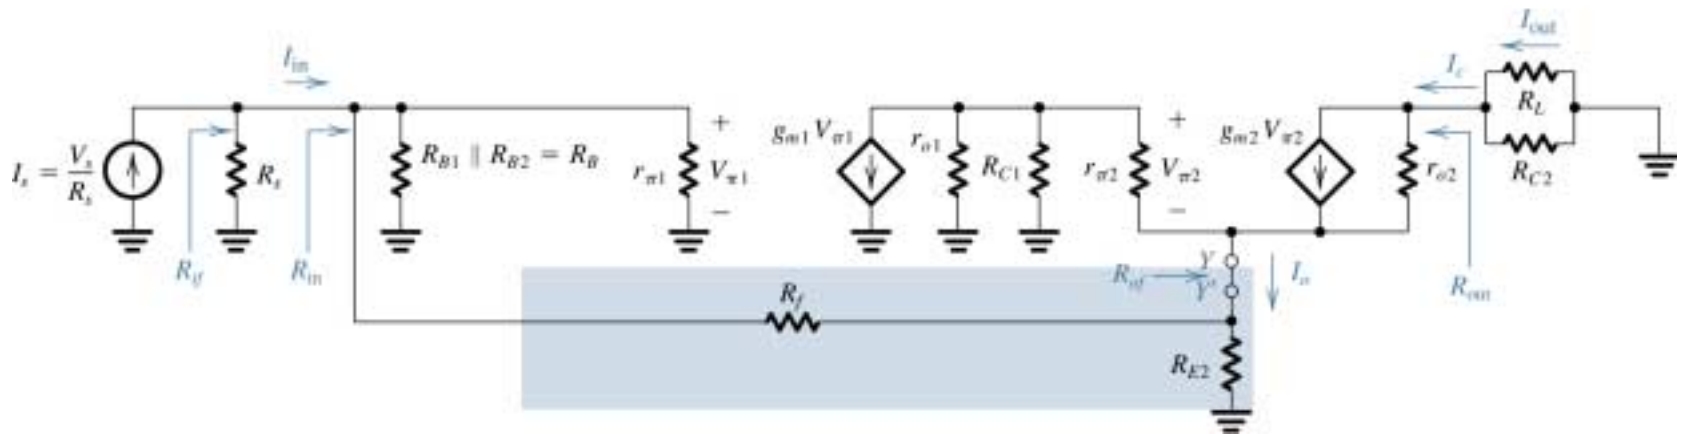 I_out
I_in
I_c
R_L
g_m1 V_π1
r_o1
+
+
g_m2 V_π2
I_s = V_s / R_s
R_s
R_B1 ∥ R_B2 = R_B
r_π1
V_π1
R_C1
r_π2
V_π2
r_o2
R_C2
−
−
R_if
R_in
R_of
Y
Y'
I_o
R_out
R_f
R_E2